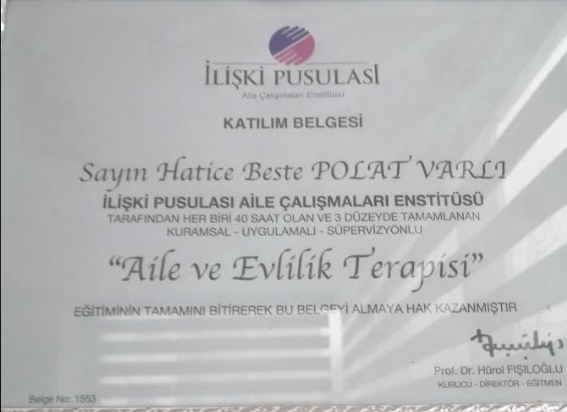 İLİŞKİ PUSULASI
Aile Çalışmaları Enstitüsü
KATILIM BELGESİ
Sayın Hatice Beste POLAT VARLI
İLİŞKİ PUSULASI AİLE ÇALIŞMALARI ENSTİTÜSÜ
TARAFINDAN HER BİRİ 40 SAAT OLAN VE 3 DÜZEYDE TAMAMLANAN
KURAMSAL - UYGULAMALI - SÜPERVİZYONLU
“Aile ve Evlilik Terapisi”
EĞİTİMİNİN TAMAMINI BİTİREREK BU BELGEYİ ALMAYA HAK KAZANMIŞTIR
Prof. Dr. Hürol FIŞILOĞLU
KURUCU - DİREKTÖR - EĞİTMEN
Belge No: 1553